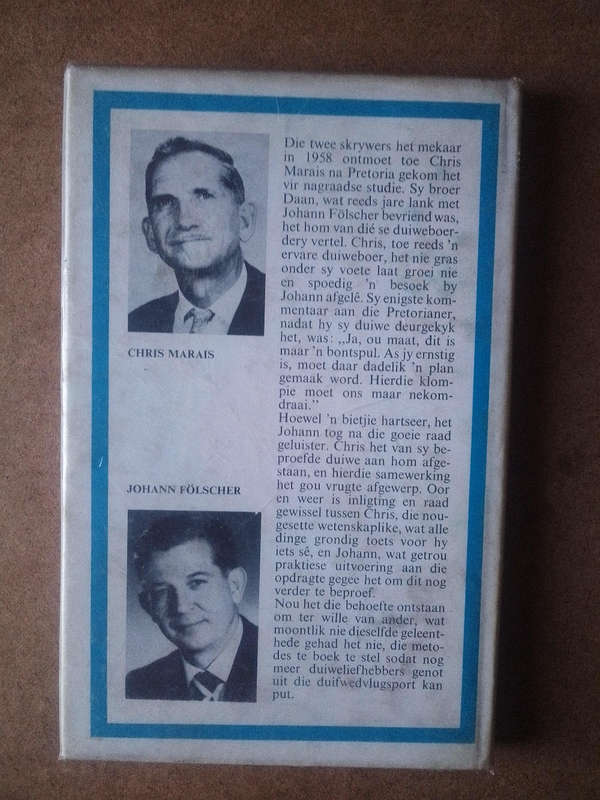 CHRIS MARAIS
JOHANN FÖLSCHER
Die twee skrywers het mekaar
in 1958 ontmoet toe Chris
Marais na Pretoria gekom het
vir nagraadse studie. Sy broer
Daan, wat reeds jare lank met
Johann Fölscher bevriend was,
het hom van dié se duiweboer-
dery vertel. Chris, toe reeds 'n
ervare duiweboer, het nie gras
onder sy voete laat groei nie
en spoedig 'n besoek by
Johann afgelê. Sy enigste kom-
mentaar aan die Pretorianer,
nadat hy sy duiwe deurgekyk
het, was: „Ja, ou maat, dit is
maar 'n bontspul. As jy ernstig
is, moet daar dadelik 'n plan
gemaak word. Hierdie klom-
pie moet ons maar nekom-
draai.”
Hoewel 'n bietjie hartseer, het
Johann tog na die goeie raad
geluister. Chris het van sy be-
proefde duiwe aan hom afge-
staan, en hierdie samewerking
het gou vrugte afgewerp. Oor
en weer is inligting en raad
gewissel tussen Chris, die nou-
gesette wetenskaplike, wat alle
dinge grondig toets voor hy
iets sê, en Johann, wat getrou
praktiese uitvoering aan die
opdragte gegee het om dit nog
verder te beproef.
Nou het die behoefte ontstaan
om ter wille van ander, wat
moontlik nie dieselfde geleent-
hede gehad het nie, die meto-
des te boek te stel sodat nog
meer duiweliefhebbers genot
uit die duifwedvlugsport kan
put.